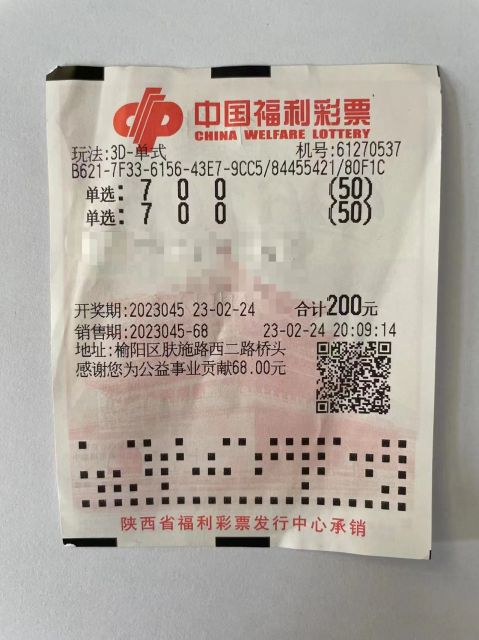 中国福利彩票
CHINA WELFARE LOTTERY
玩法:3D-单式 机号:61270537
B621-7F33-6156-43E7-9CC5/84455421/80F1C
单选: 7 0 0 (50)
单选: 7 0 0 (50)
开奖期:2023045 23-02-24 合计200元
销售期:2023045-68 23-02-24 20:09:14
地址:榆阳区肤施路西二路桥头
感谢您为公益事业贡献68.00元
陕西省福利彩票发行中心承销